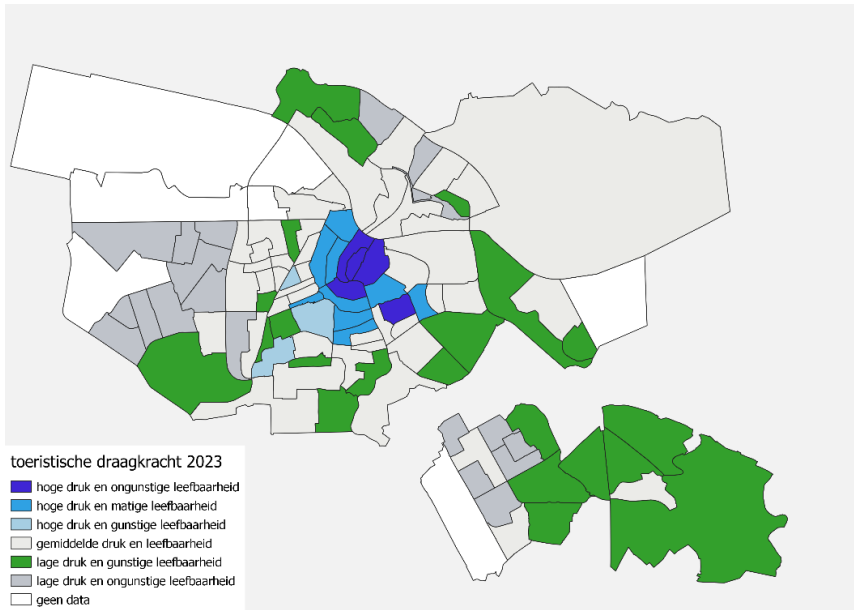 toeristische draagkracht 2023
hoge druk en ongunstige leefbaarheid
hoge druk en matige leefbaarheid
hoge druk en gunstige leefbaarheid
gemiddelde druk en leefbaarheid
lage druk en gunstige leefbaarheid
lage druk en ongunstige leefbaarheid
geen data